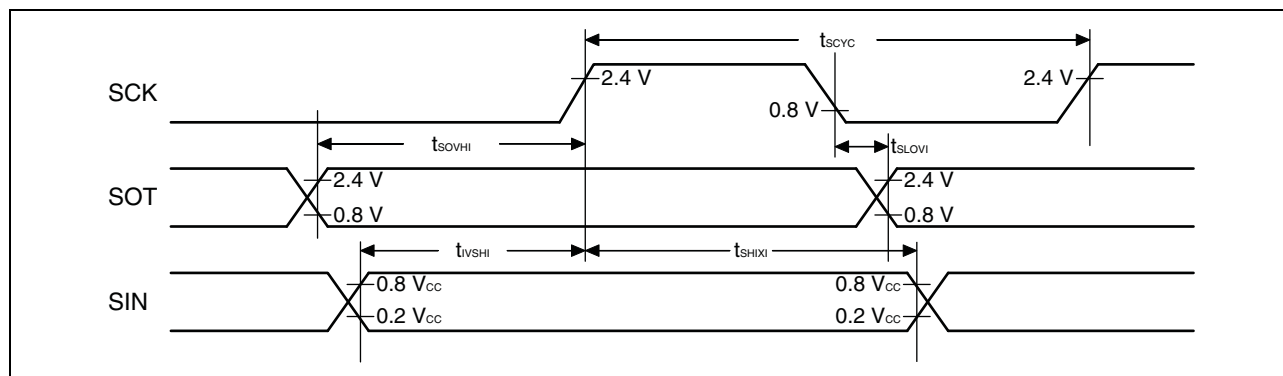 tSCYC
SCK
2.4 V
0.8 V
2.4 V
tSOVHI
tSLOVI
SOT
2.4 V
0.8 V
2.4 V
0.8 V
tIVSHI
tSHIXI
SIN
0.8 VCC
0.2 VCC
0.8 VCC
0.2 VCC